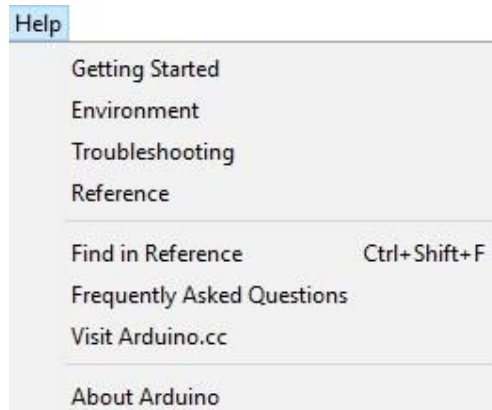 Help
Getting Started
Environment
Troubleshooting
Reference
Find in Reference Ctrl+Shift+F
Frequently Asked Questions
Visit Arduino.cc
About Arduino